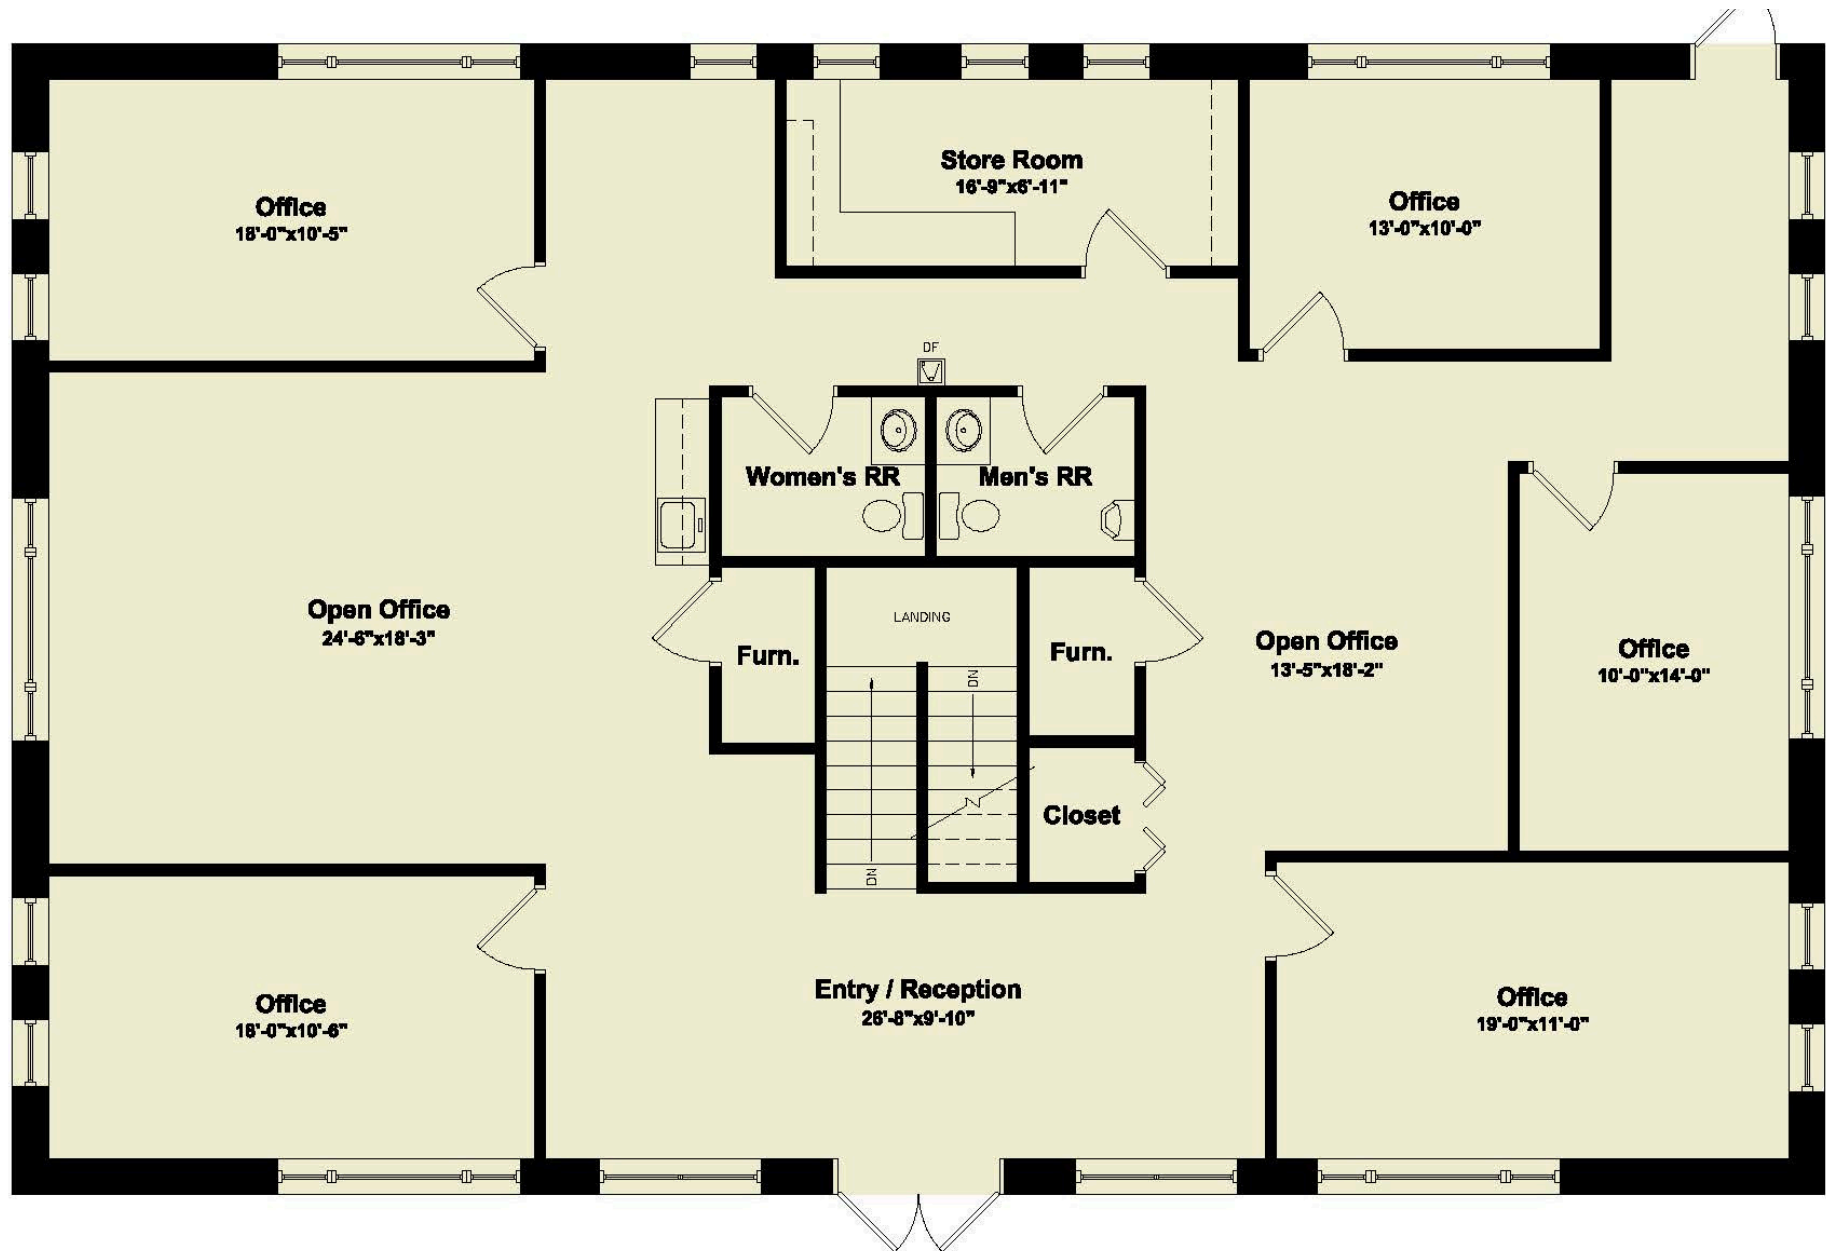 Store Room
16'-9"x6'-11"
Office
18'-0"x10'-5"
Office
13'-0"x10'-0"
DF
Women's RR
Men's RR
Open Office
24'-6"x18'-3"
LANDING
Furn.
Furn.
Open Office
13'-5"x18'-2"
Office
10'-0"x14'-0"
DN
Closet
DN
Entry / Reception
26'-8"x9'-10"
Office
18'-0"x10'-6"
Office
19'-0"x11'-0"